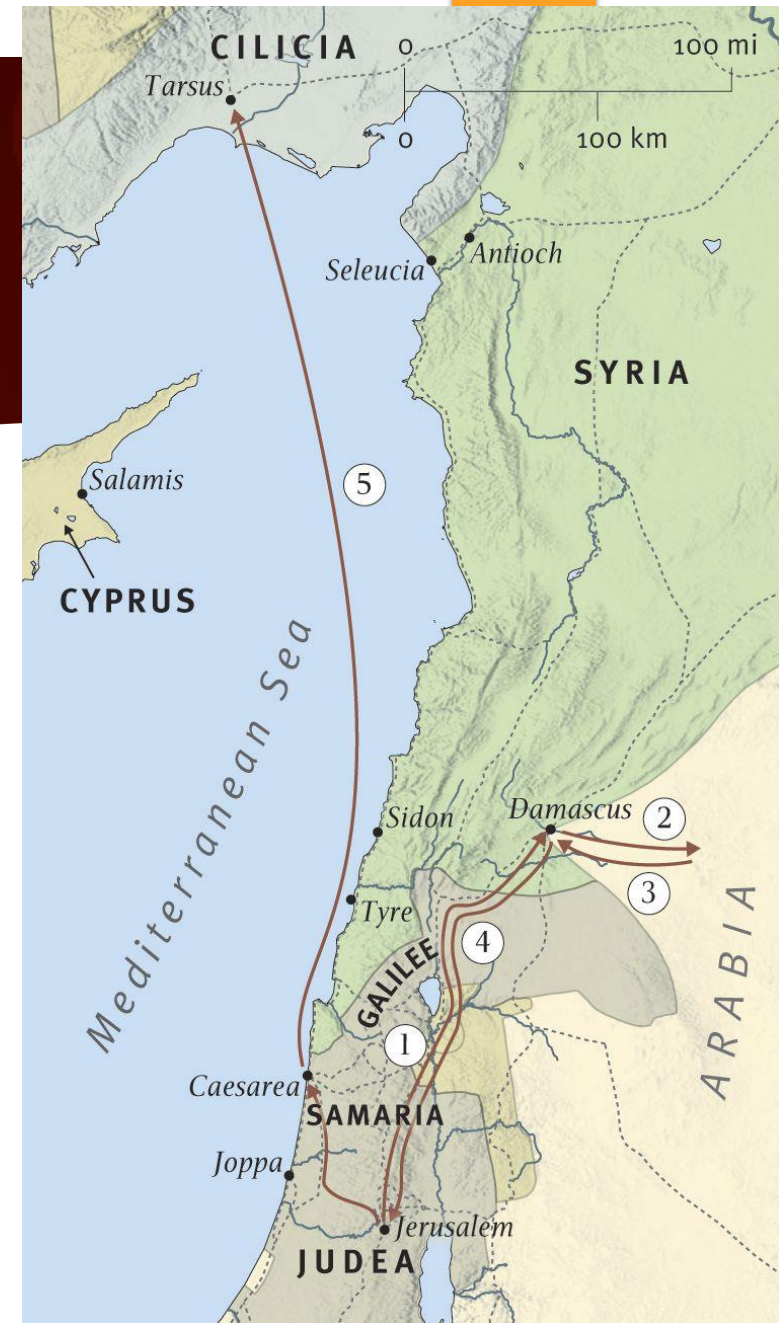 CILICIA
0
100 mi
Tarsus
0
100 km
Antioch
Seleucia
SYRIA
5
Salamis
CYPRUS
Mediterranean Sea
Sidon
Damascus
2
3
Tyre
4
GALILEE
ARABIA
1
Caesarea
SAMARIA
Joppa
Jerusalem
JUDEA